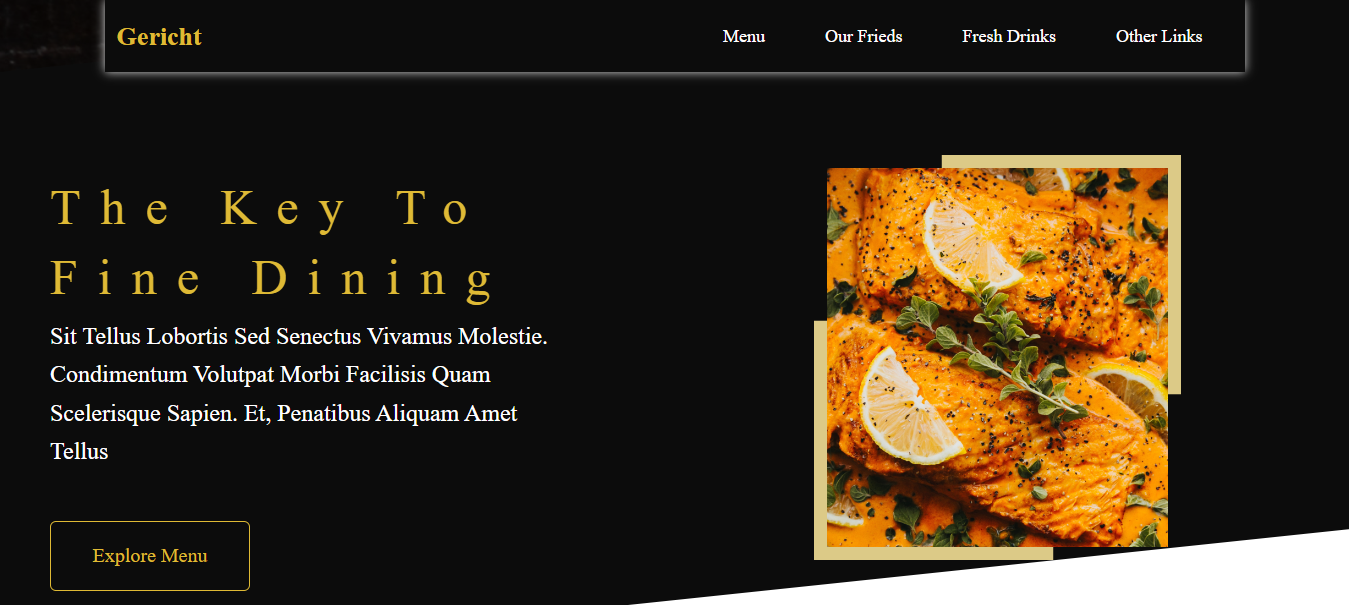 Gericht
Menu
Our Frieds
Fresh Drinks
Other Links
The Key To
Fine Dining
Sit Tellus Lobortis Sed Senectus Vivamus Molestie.
Condimentum Volutpat Morbi Facilisis Quam
Scelerisque Sapien. Et, Penatibus Aliquam Amet
Tellus
Explore Menu